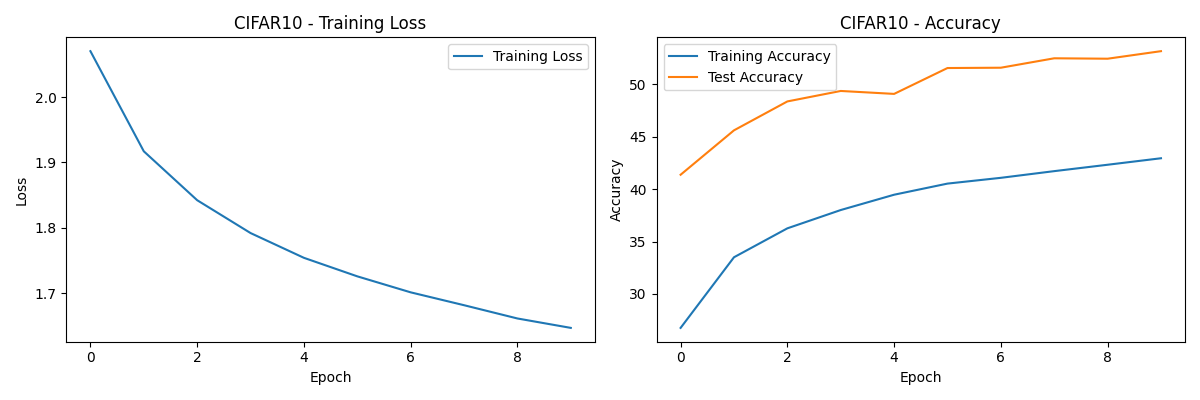 CIFAR10 - Training Loss
Training Loss
2.0
1.9
1.8
1.7
Loss
0 2 4 6 8
Epoch
CIFAR10 - Accuracy
Training Accuracy
Test Accuracy
50
45
40
35
30
Accuracy
0 2 4 6 8
Epoch